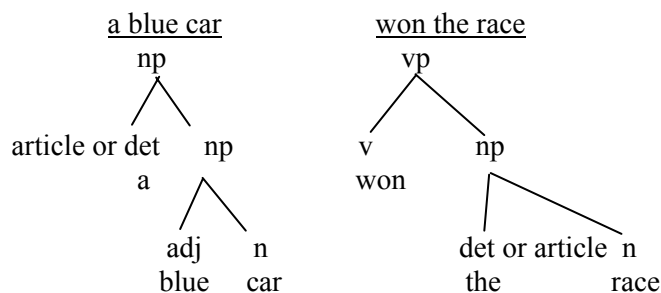 a blue car won the race
np vp
article or det np v np
a won
adj n det or article n
blue car the race